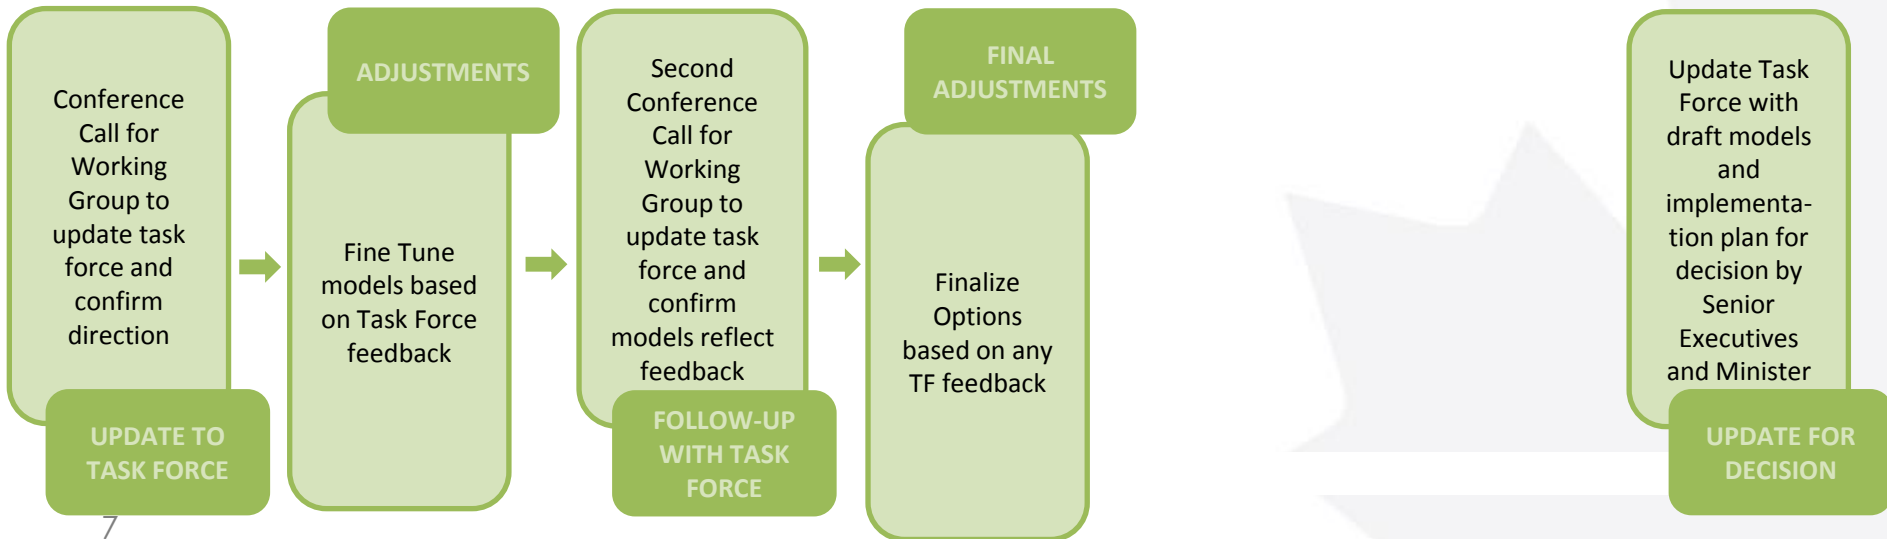 Conference
Call for
Working
Group to
update task
force and
confirm
direction
UPDATE TO
TASK FORCE
ADJUSTMENTS
Fine Tune
models based
on Task Force
feedback
Second
Conference
Call for
Working
Group to
update task
force and
confirm
models reflect
feedback
FOLLOW-UP
WITH TASK
FORCE
FINAL
ADJUSTMENTS
Finalize
Options
based on any
TF feedback
Update Task
Force with
draft models
and
implementa-
tion plan for
decision by
Senior
Executives
and Minister
UPDATE FOR
DECISION
7